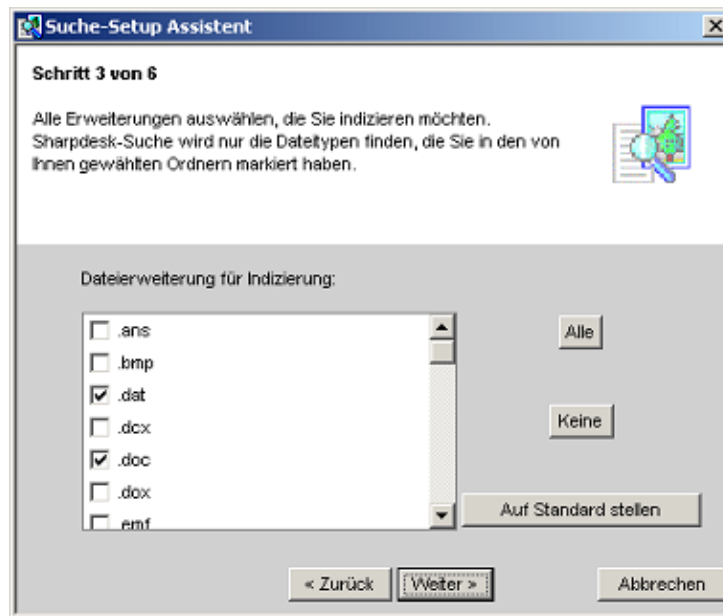 Suche-Setup Assistent
Schritt 3 von 6
Alle Erweiterungen auswählen, die Sie indizieren möchten.
Sharpdesk-Suche wird nur die Dateitypen finden, die Sie in den von
Ihnen gewählten Ordnern markiert haben.
Dateierweiterung für Indizierung:
.ans
.bmp
.dat
.dcx
.doc
.dox
.emf
Alle
Keine
Auf Standard stellen
« Zurück
Weiter »
Abbrechen